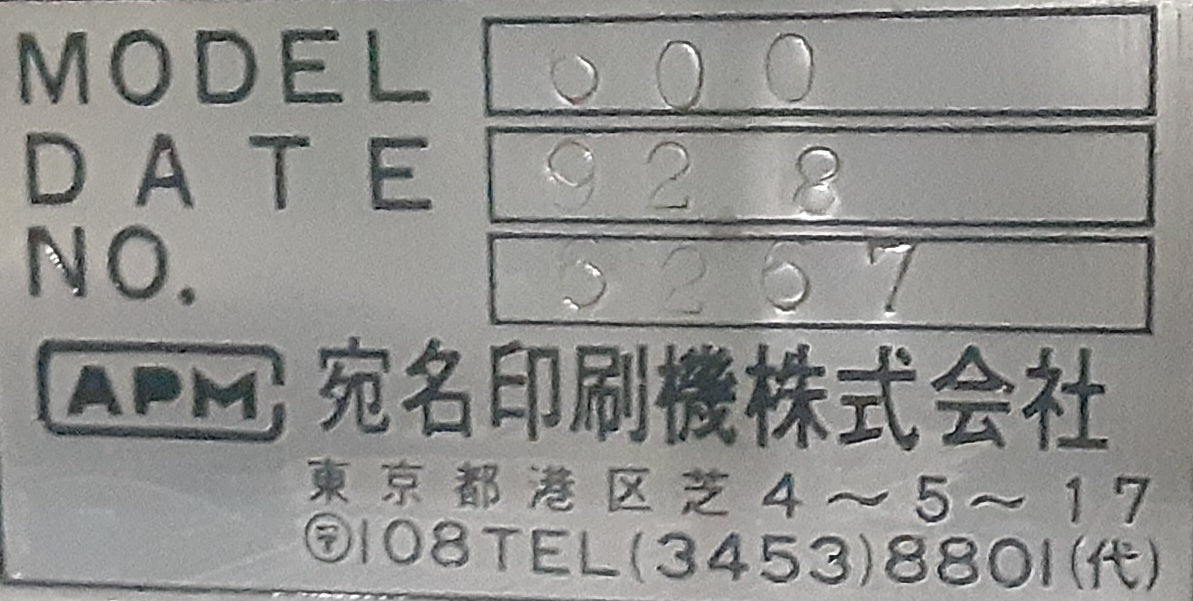 MODEL 600
DATE 92 8
NO. 5267
APM 宛名印刷機株式会社
東京都港区芝4~5~17
〒108TEL(3453)8801(代)